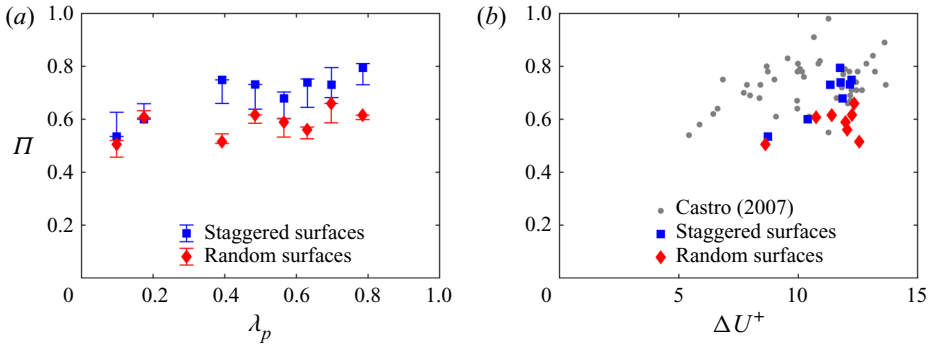 (a)
1.0
0.8
0.6
0.4
0.2
0
0.2
0.4
0.6
0.8
1.0
Π
λp
Staggered surfaces
Random surfaces
(b)
1.0
0.8
0.6
0.4
0.2
0
5
10
15
ΔU+
Castro (2007)
Staggered surfaces
Random surfaces